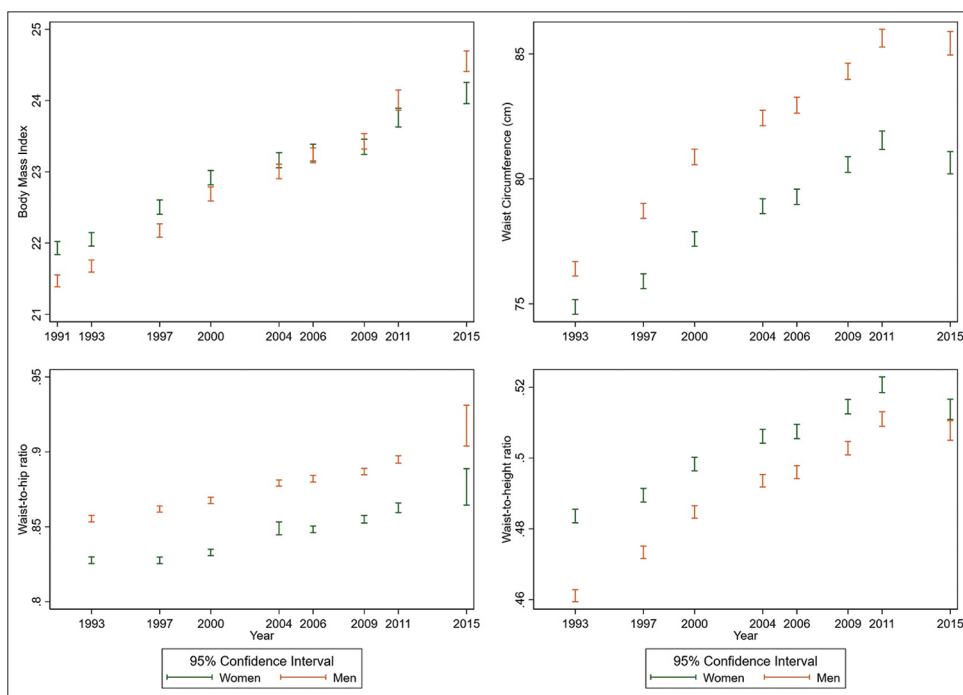 Body Mass Index
25
24
23
22
21
1991 1993 1997 2000 2004 2006 2009 2011 2015
Waist Circumference (cm)
85
80
75
1993 1997 2000 2004 2006 2009 2011 2015
Waist-to-hip ratio
.95
.9
.85
.8
1993 1997 2000 2004 2006 2009 2011 2015
Year
Waist-to-height ratio
.52
.5
.48
.46
1993 1997 2000 2004 2006 2009 2011 2015
Year
95% Confidence Interval
Women Men
95% Confidence Interval
Women Men